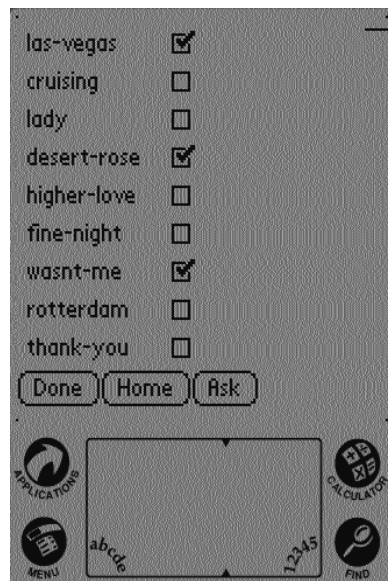 las-vegas
cruising
lady
desert-rose
higher-love
fine-night
wasnt-me
rotterdam
thank-you
Done Home Ask
APPLICATIONS CALCULATOR
abcde 12345
MENU FIND